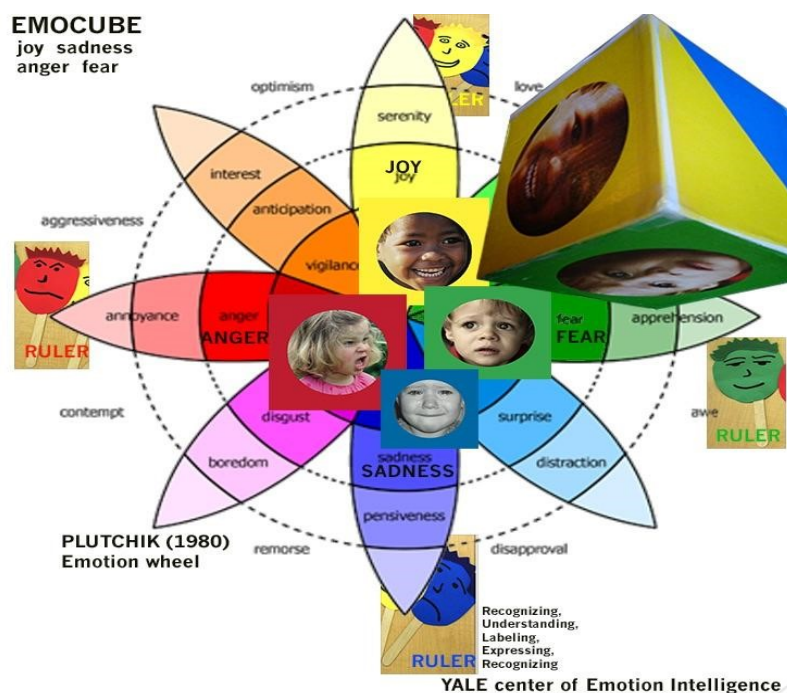 EMOCUBE
joy sadness
anger fear
optimism
love
LER
serenity
JOY
joy
interest
anticipation
vigilance
aggressiveness
annoyance
anger
ANGER
RULER
fear
FEAR
apprehension
contempt
disgust
boredom
surprise
distraction
awe
RULER
sadness
SADNESS
pensiveness
PLUTCHIK (1980)
Emotion wheel
remorse
disapproval
RULER
Recognizing,
Understanding,
Labeling,
Expressing,
Recognizing
YALE center of Emotion Intelligence